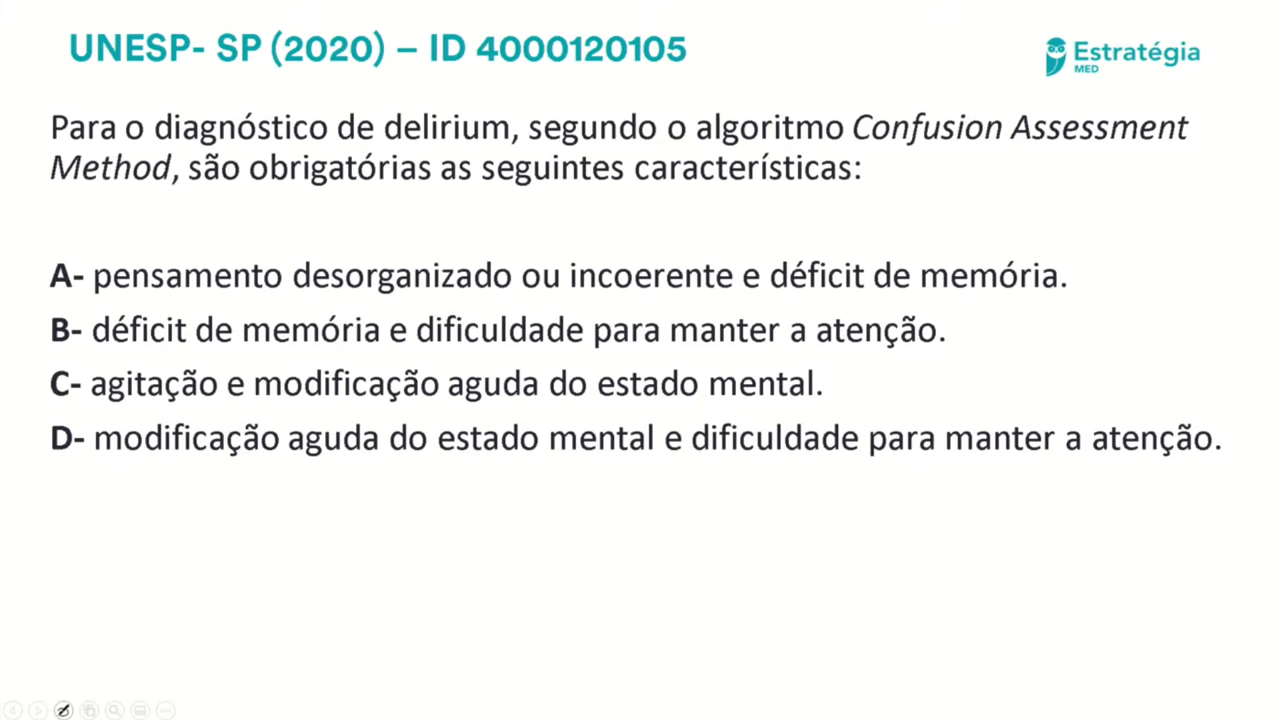 UNESP- SP (2020) – ID 4000120105
Estratégia
MED
Para o diagnóstico de delirium, segundo o algoritmo Confusion Assessment
Method, são obrigatórias as seguintes características:
A- pensamento desorganizado ou incoerente e déficit de memória.
B- déficit de memória e dificuldade para manter a atenção.
C- agitação e modificação aguda do estado mental.
D- modificação aguda do estado mental e dificuldade para manter a atenção.